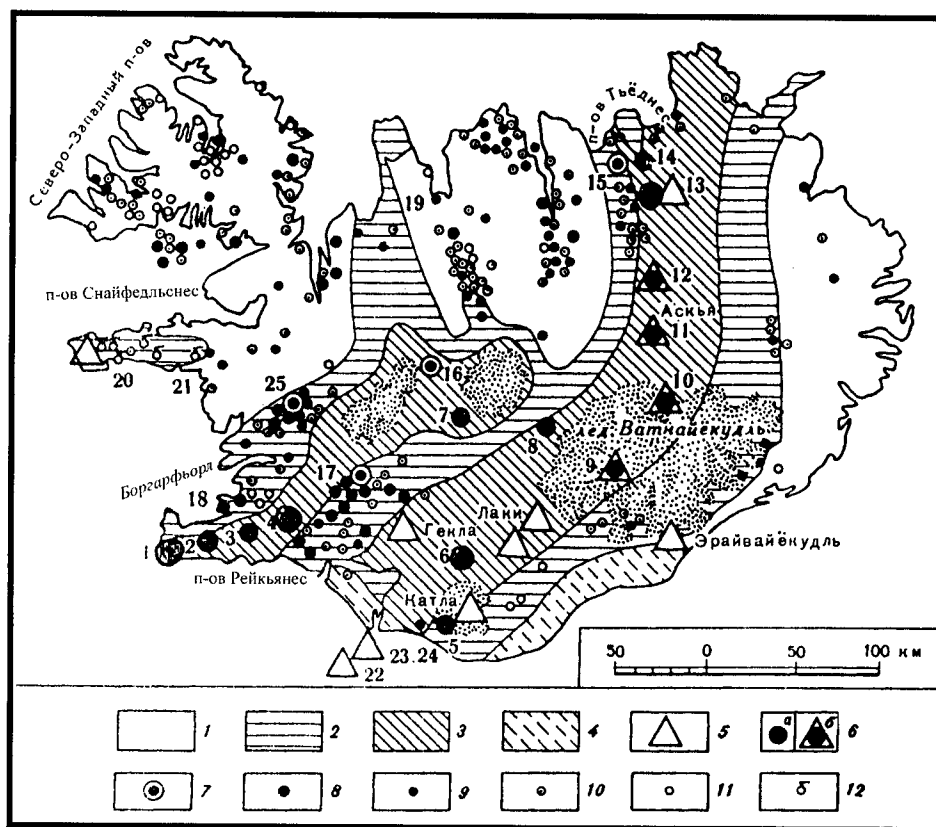 Северо-Западный п-ов
п-ов Тьёднес
14
15
13
19
12
п-ов Снайфедльснес
Аскья
11
20
21
16
10
25
7
лед. Ватнайекудль
8
9
Боргарфьорд
17
18
Лаки
4
Гекла
3
2
1
6
Эрайвайёкудль
п-ов Рейкьянес
Катла
5
23.24
22
50 0 50 100 км
1 2 3 4 5 а б 6
7 8 9 10 11 б 12